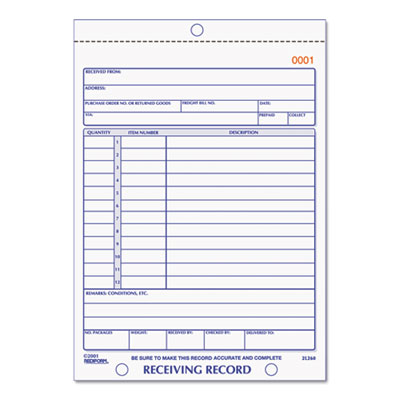 0001
RECEIVED FROM:
ADDRESS:
PURCHASE ORDER NO. OR RETURNED GOODS FREIGHT BILL NO. DATE:
VIA: PREPAID COLLECT
QUANTITY ITEM NUMBER DESCRIPTION
1
2
3
4
5
6
7
8
9
10
11
12
REMARKS: CONDITIONS, ETC.
NO. PACKAGES WEIGHT: RECEIVED BY: CHECKED BY: DELIVERED TO:
©2001 BE SURE TO MAKE THIS RECORD ACCURATE AND COMPLETE 2L260
REDIFORM® RECEIVING RECORD